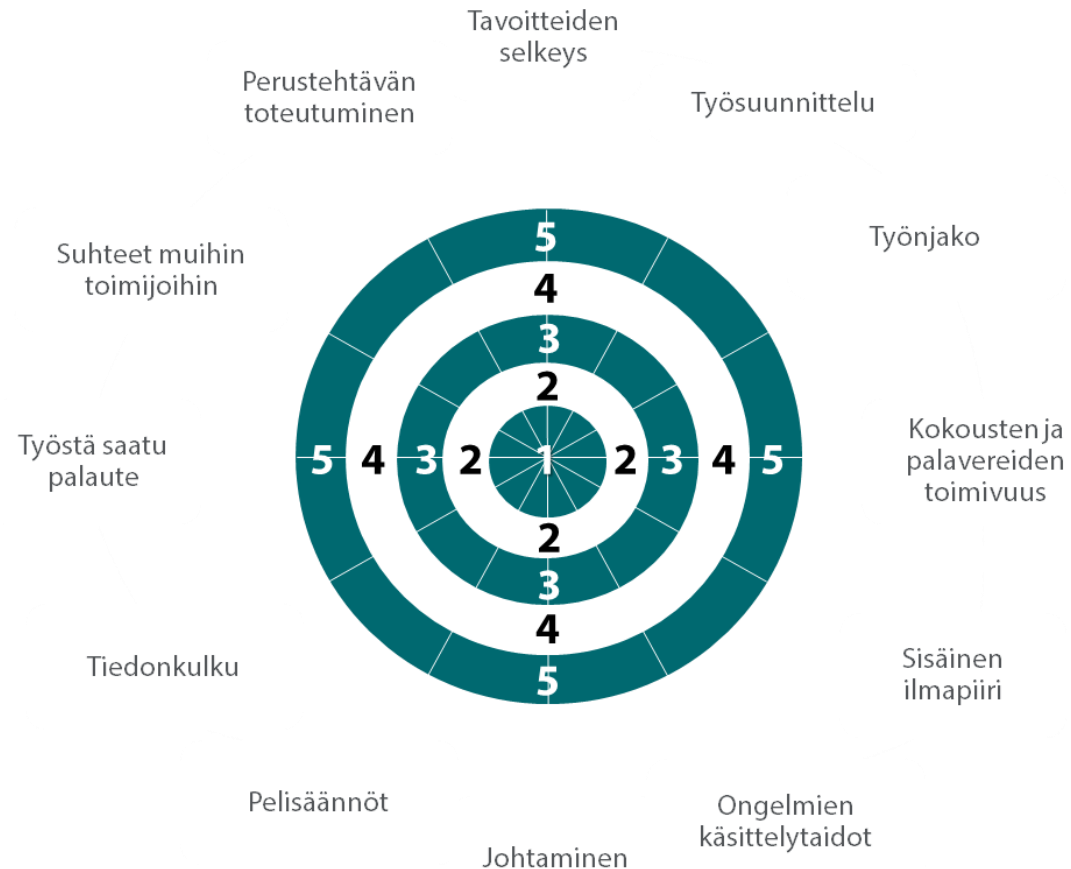 Tavoitteiden
selkeys
Perustehtävän
toteutuminen
Työsuunnittelu
Suhteet muihin
toimijoihin
Työnjako
5
4
3
2
Työstä saatu
palaute
5 4 3 2 1 2 3 4 5
Kokousten ja
palavereiden
toimivuus
2
3
4
5
Tiedonkulku
Sisäinen
ilmapiiri
Pelisäännöt
Ongelmien
käsittelytaidot
Johtaminen